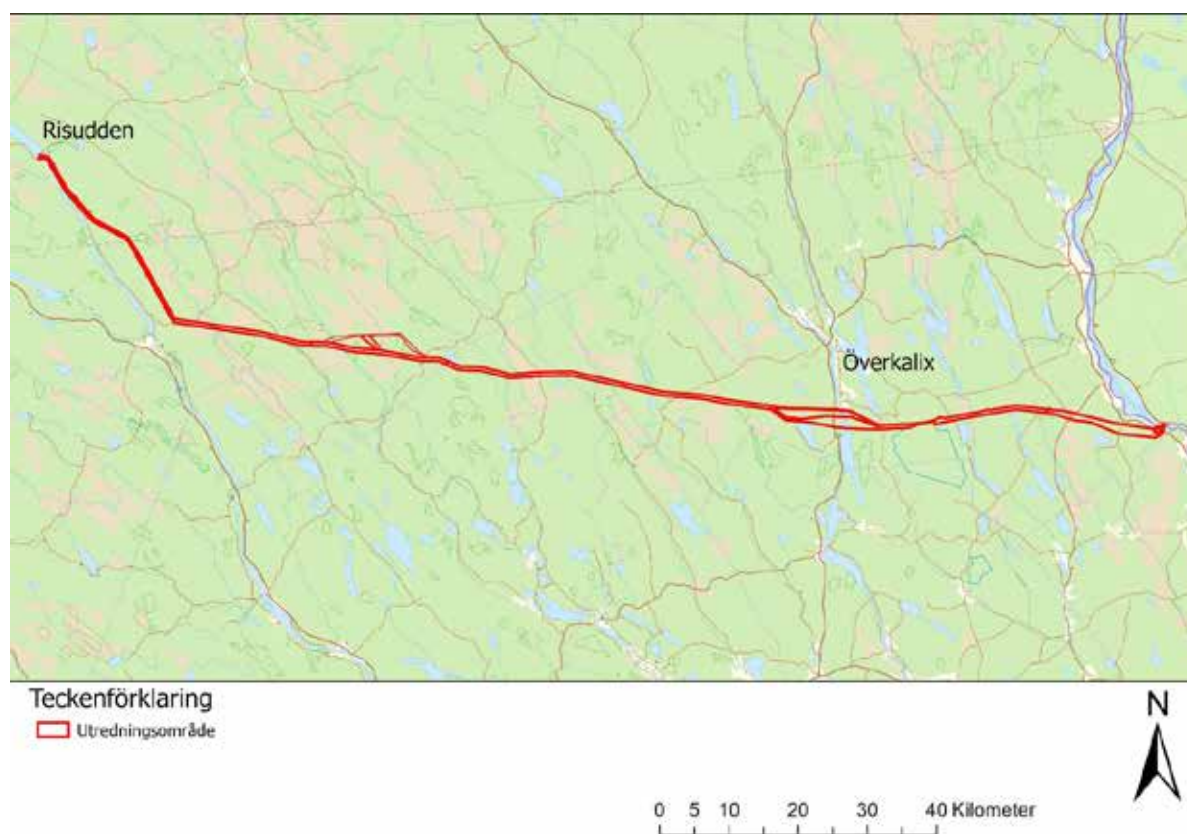 Risudden
Överkalix
Teckenförklaring
Utredningsområde
N
0 5 10 20 30 40 Kilometer